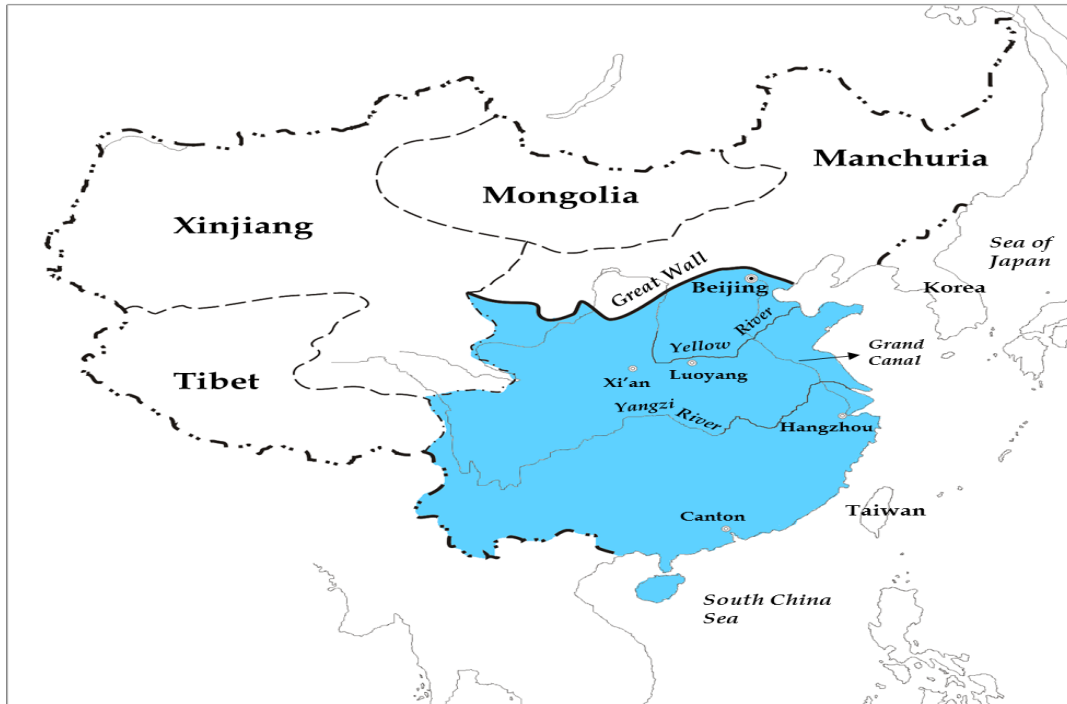 Manchuria
Mongolia
Xinjiang
Sea of
Japan
Great Wall
Beijing
Korea
Yellow River
Grand
Canal
Tibet
Xi'an
Luoyang
Yangzi River
Hangzhou
Canton
Taiwan
South China
Sea